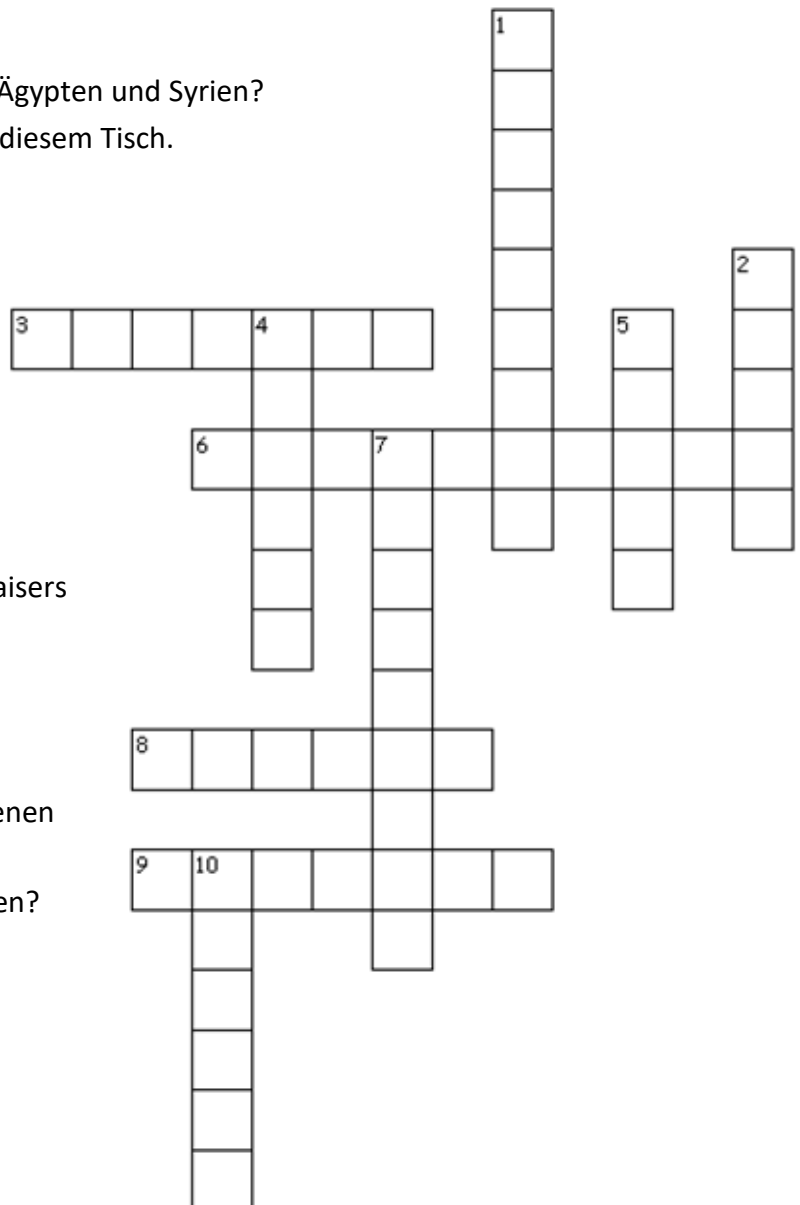 1
Ägypten und Syrien?
diesem Tisch.
2
3 4 5
6 7
aisers
8
enen
9 10
en?